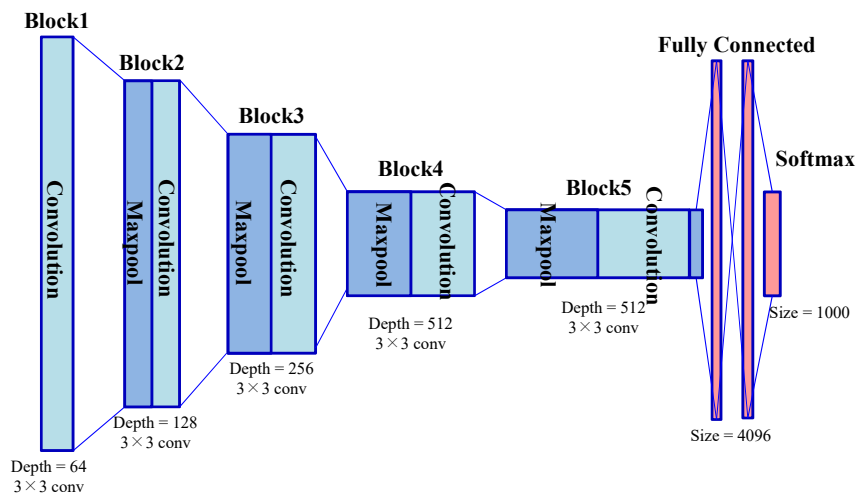 Block1
Convolution
Depth = 64
3×3 conv
Block2
Maxpool
Convolution
Depth = 128
3×3 conv
Block3
Maxpool
Convolution
Depth = 256
3×3 conv
Block4
Maxpool
Convolution
Depth = 512
3×3 conv
Block5
Maxpool
Convolution
Depth = 512
3×3 conv
Fully Connected
Size = 4096
Softmax
Size = 1000